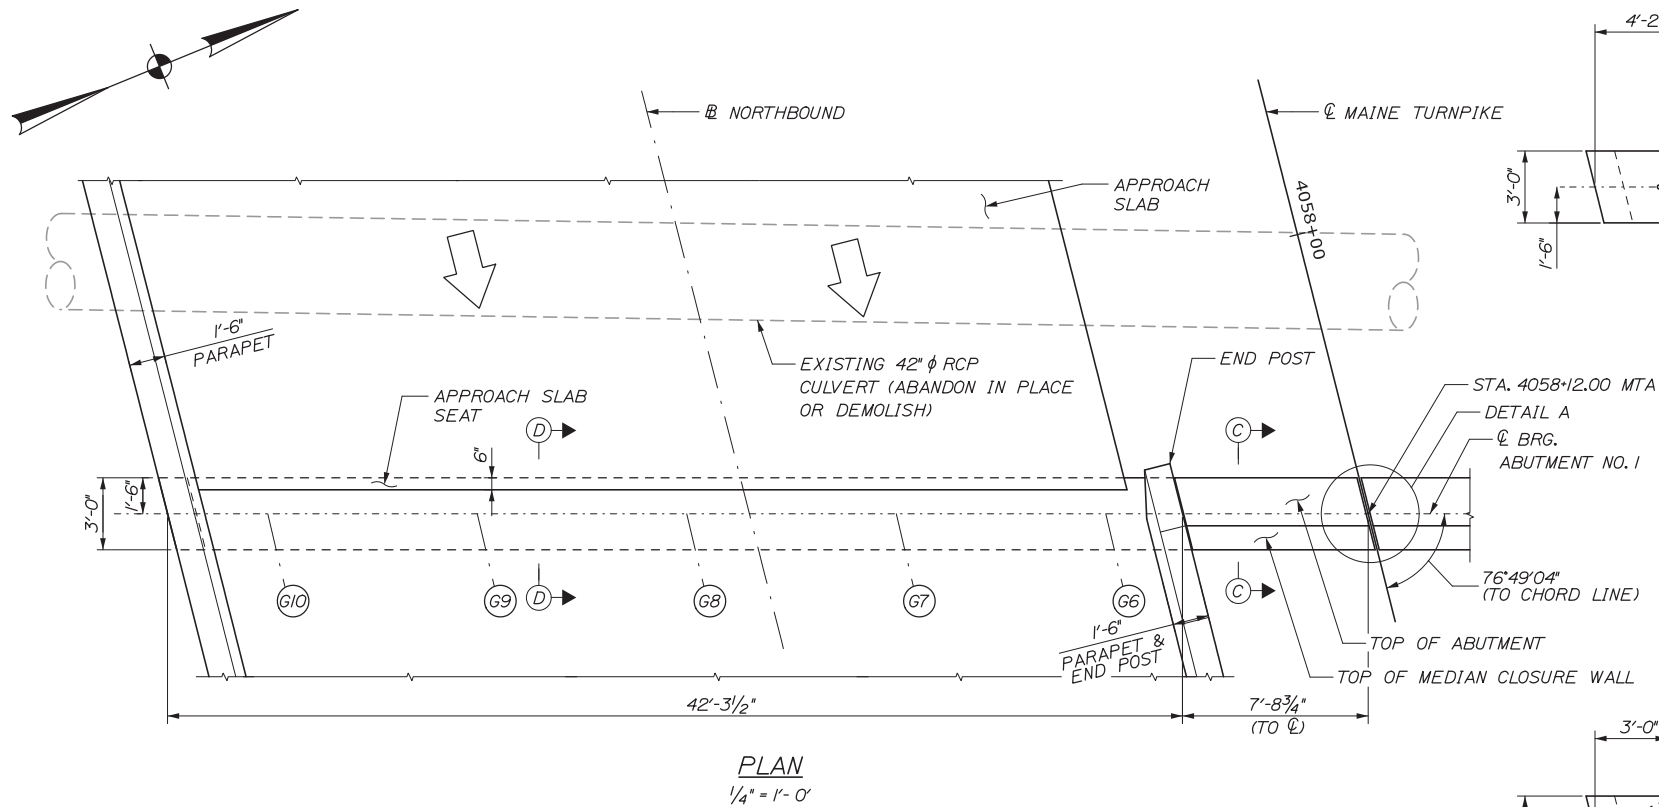 4'-2
℄ NORTHBOUND
℄ MAINE TURNPIKE
3'-0"
1'-6"
APPROACH
SLAB
4058+00
1'-6"
PARAPET
EXISTING 42" ϕ RCP
CULVERT (ABANDON IN PLACE
OR DEMOLISH)
END POST
APPROACH SLAB
SEAT
D
C
STA. 4058+12.00 MTA
DETAIL A
℄ BRG.
ABUTMENT NO. 1
6"
1'-6"
3'-0"
G10
G9
D
G8
G7
G6
C
76°49'04"
(TO CHORD LINE)
1'-6"
PARAPET &
END POST
TOP OF ABUTMENT
TOP OF MEDIAN CLOSURE WALL
42'-3½"
7'-8¾"
(TO ℄)
3'-0"
PLAN
¼" = 1'-0'